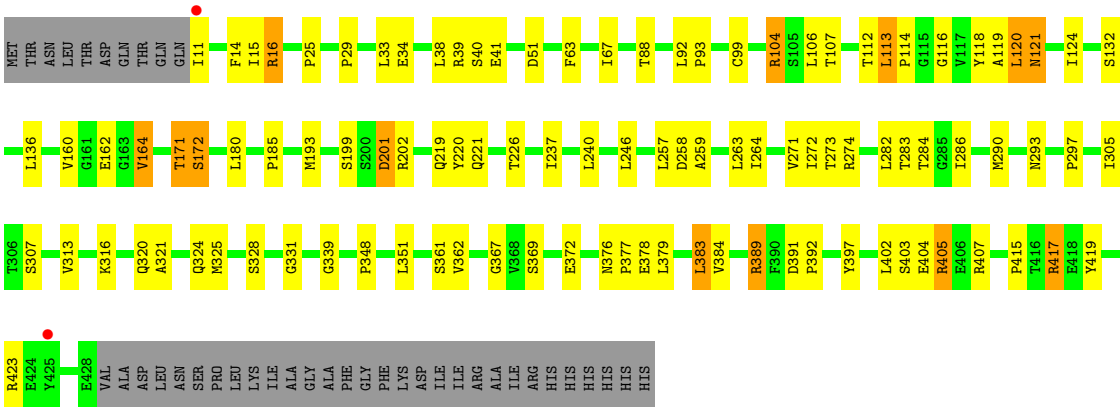 MET THR ASN LEU THR ASP GLN THR GLN GLN I11 F14 I15 R16 P25 P29 L33 E34 L38 R39 S40 E41 D51 F63 I67 T88 L92 P93 C99 R104 S105 L106 T107 T112 L113 P114 G115 G116 V117 Y118 A119 L120 N121 I124 S132
L136 V160 G161 E162 G163 V164 T171 S172 L180 P185 M193 S199 S200 D201 R202 Q219 Y220 Q221 T226 I237 L240 L246 L257 D258 A259 L263 I264 V271 I272 T273 R274 L282 T283 T284 G285 I286 M290 N293 P297 I305
T306 S307 V313 K316 Q320 A321 Q324 M325 S328 G331 G339 P348 L351 S361 V362 G367 V368 S369 E372 N376 P377 E378 L379 L383 V384 R389 F390 D391 P392 Y397 L402 S403 E404 R405 E406 R407 P415 T416 R417 E418 Y419
R423 E424 Y425 E428 VAL ALA ASP LEU ASN SER PRO LEU LYS ILE ALA GLY ALA PHE GLY PHE LYS ASP ILE ILE ARG ALA ILE ARG HIS HIS HIS HIS HIS HIS